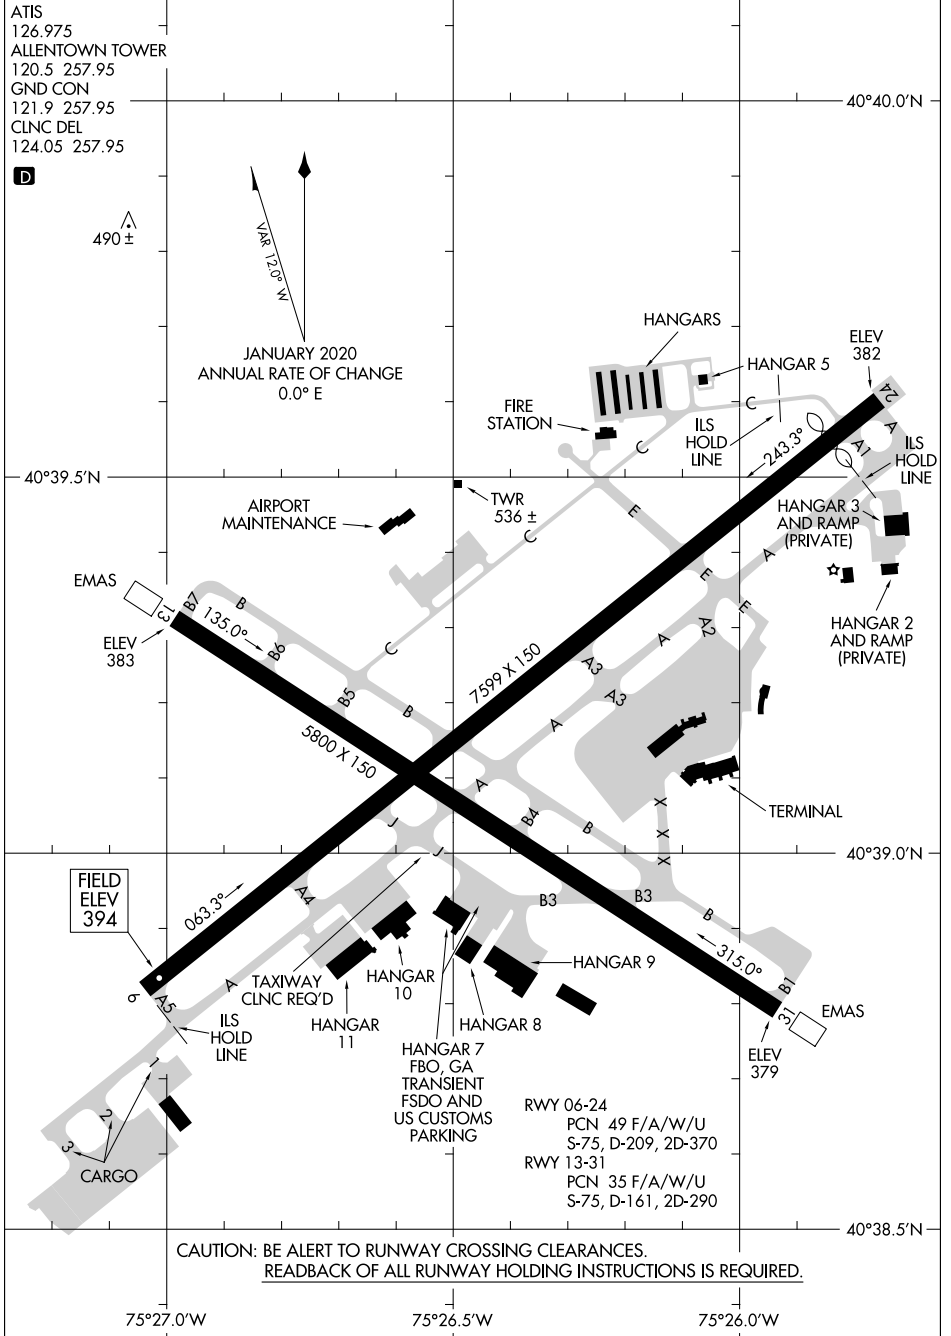 ATIS
126.975
ALLENTOWN TOWER
120.5 257.95
GND CON
121.9 257.95
CLNC DEL
124.05 257.95
D
40°40.0'N
490 ±
VAR 12.0° W
JANUARY 2020
ANNUAL RATE OF CHANGE
0.0° E
HANGARS
HANGAR 5
ELEV
382
24
FIRE
STATION
C
ILS
HOLD
LINE
A
A1
ILS
HOLD
LINE
C
243.3°
40°39.5'N
TWR
536 ±
AIRPORT
MAINTENANCE
HANGAR 3
AND RAMP
(PRIVATE)
E
C
A
EMAS
E
E
13
B7
B
135.0°
ELEV
383
HANGAR 2
AND RAMP
(PRIVATE)
A2
A
B6
C
A3
A3
7599 X 150
B5
B
A
5800 X 150
A
TERMINAL
B4
B
J
J
X
X
X
40°39.0'N
FIELD
ELEV
394
063.3°
A4
B3
B3
B
315.0°
HANGAR 9
TAXIWAY
CLNC REQ'D
HANGAR
10
HANGAR
11
HANGAR 8
A
A5
6
B1
31
EMAS
ILS
HOLD
LINE
ELEV
379
HANGAR 7
FBO, GA
TRANSIENT
FSDO AND
US CUSTOMS
PARKING
1
2
3
CARGO
RWY 06-24
PCN 49 F/A/W/U
S-75, D-209, 2D-370
RWY 13-31
PCN 35 F/A/W/U
S-75, D-161, 2D-290
40°38.5'N
CAUTION: BE ALERT TO RUNWAY CROSSING CLEARANCES.
READBACK OF ALL RUNWAY HOLDING INSTRUCTIONS IS REQUIRED.
75°27.0'W
75°26.5'W
75°26.0'W